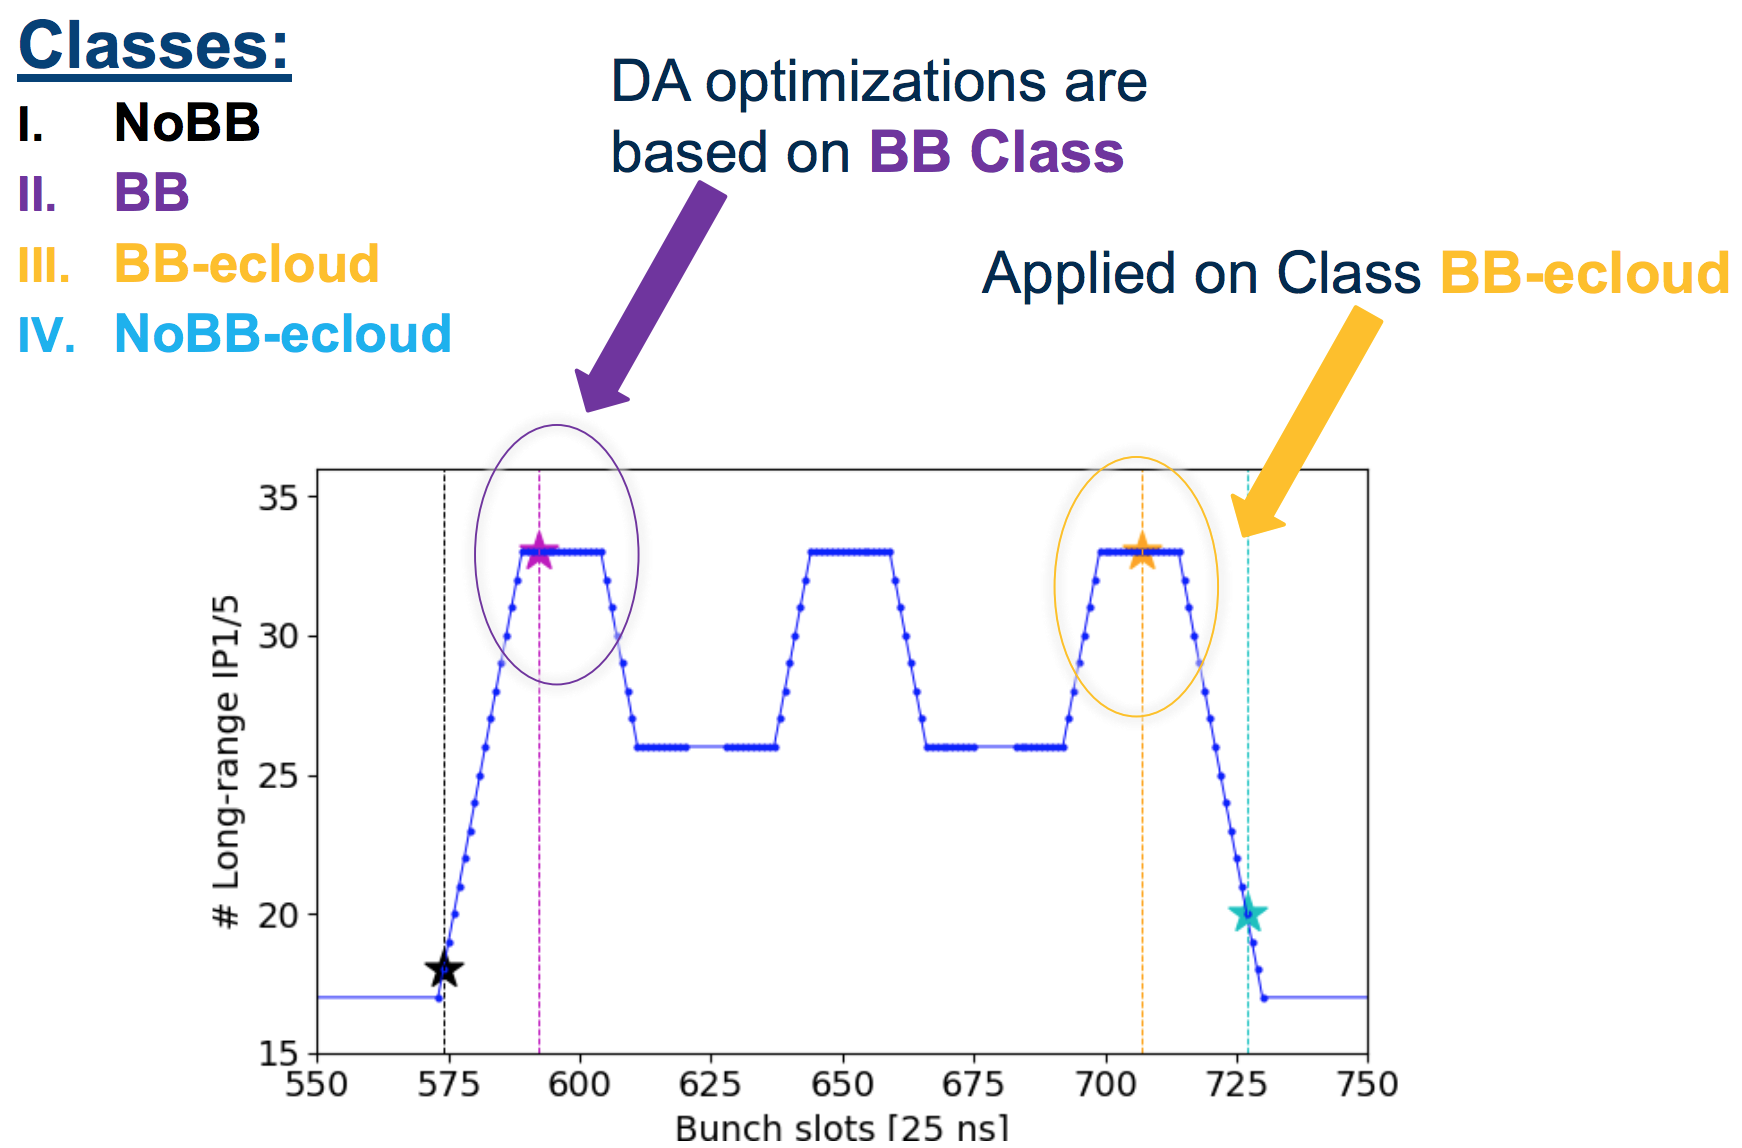 Classes:
I. NoBB
II. BB
III. BB-ecloud
IV. NoBB-ecloud
DA optimizations are
based on BB Class
Applied on Class BB-ecloud
# Long-range IP1/5
35
30
25
20
15
550 575 600 625 650 675 700 725 750
Bunch slots [25 ns]